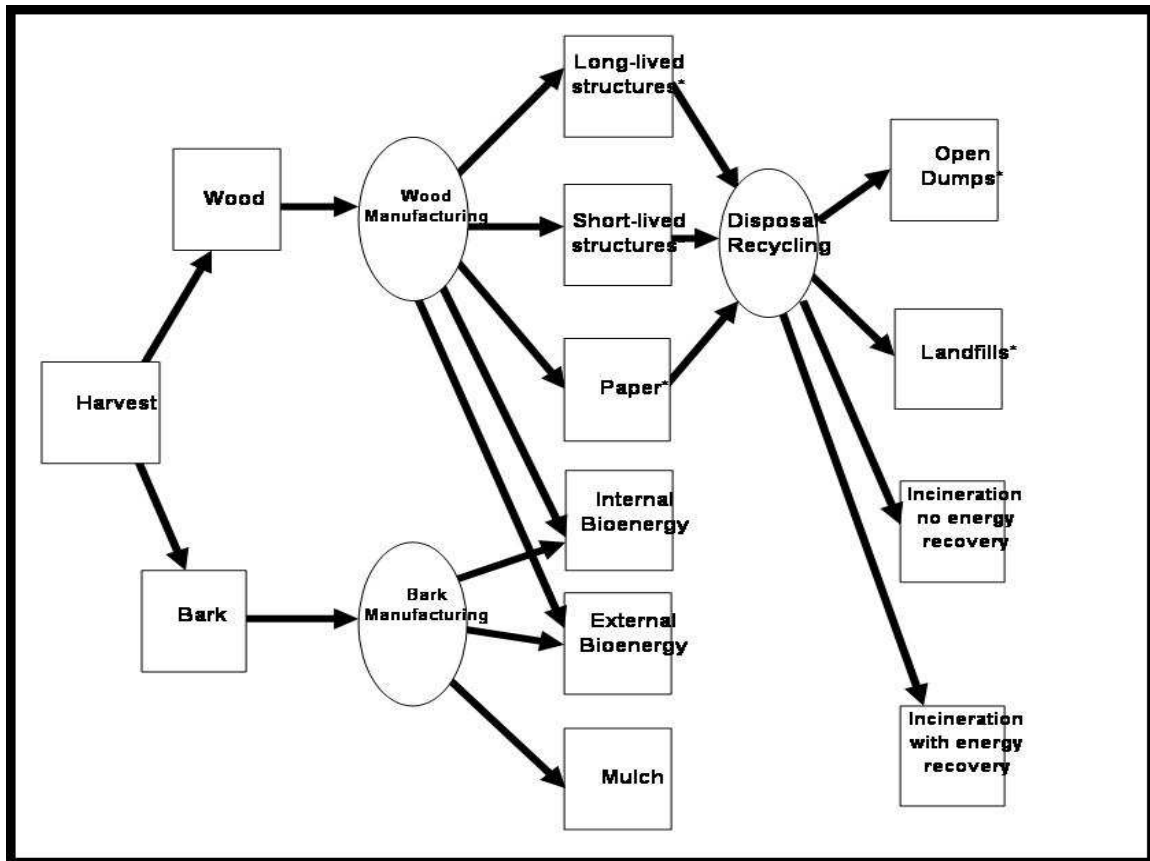 Long-lived
structures*
Open
Dumps*
Wood
Wood
Manufacturing
Short-lived
structures
Disposal-
Recycling
Landfills*
Harvest
Paper*
Internal
Bioenergy
Incineration
no energy
recovery
Bark
Bark
Manufacturing
External
Bioenergy
Incineration
with energy
recovery
Mulch